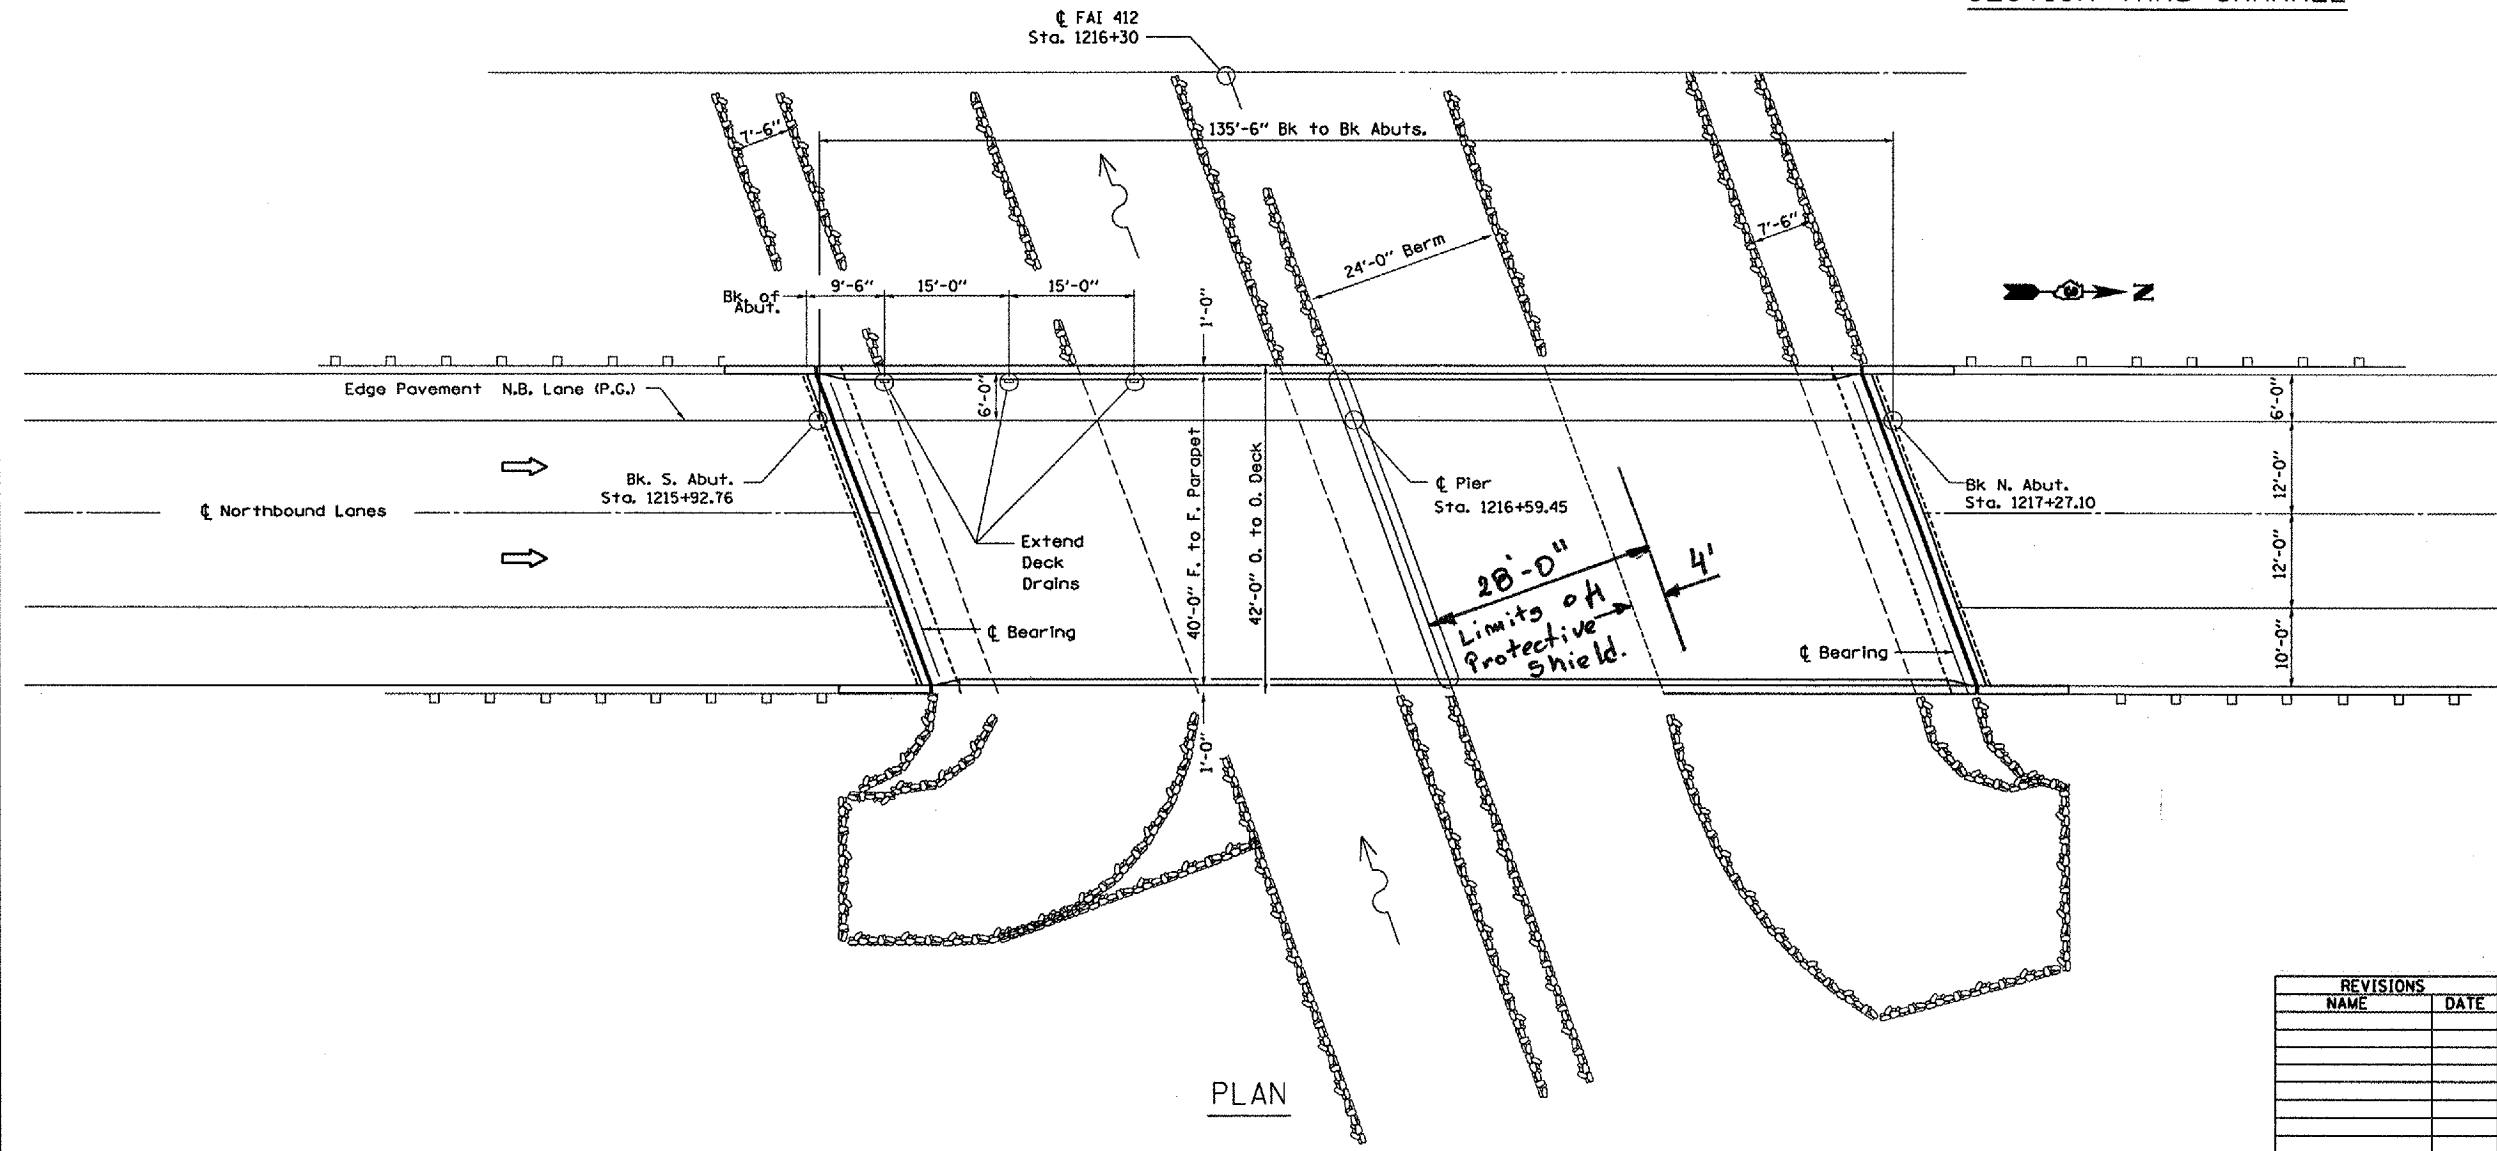 ℄ FAI 412
Sta. 1216+30
7'-6"
135'-6" Bk to Bk Abuts.
24'-0" Berm
7'-6"
Bk. of
Abut.
9'-6"
15'-0"
15'-0"
1'-0"
N
Edge Pavement N.B. Lane (P.G.)
6'-0"
6'-0"
Bk. S. Abut.
Sta. 1215+92.76
℄ Northbound Lanes
40'-0" F. to F. Parapet
42'-0" O. to O. Deck
℄ Pier
Sta. 1216+59.45
Bk N. Abut.
Sta. 1217+27.10
12'-0"
12'-0"
Extend
Deck
Drains
28'-0"
4'
Limits of
Protective
Shield.
℄ Bearing
℄ Bearing
10'-0"
1'-0"
PLAN
REVISIONS
NAME DATE